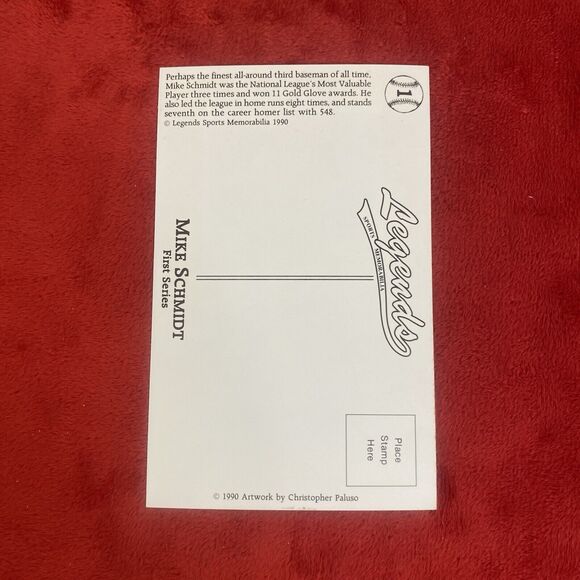 Perhaps the finest all-around third baseman of all time,
Mike Schmidt was the National League's Most Valuable
Player three times and won 11 Gold Glove awards. He
also led the league in home runs eight times, and stands
seventh on the career homer list with 548.
© Legends Sports Memorabilia 1990
1
Legends
SPORTS MEMORABILIA
MIKE SCHMIDT
First Series
Place
Stamp
Here
© 1990 Artwork by Christopher Paluso